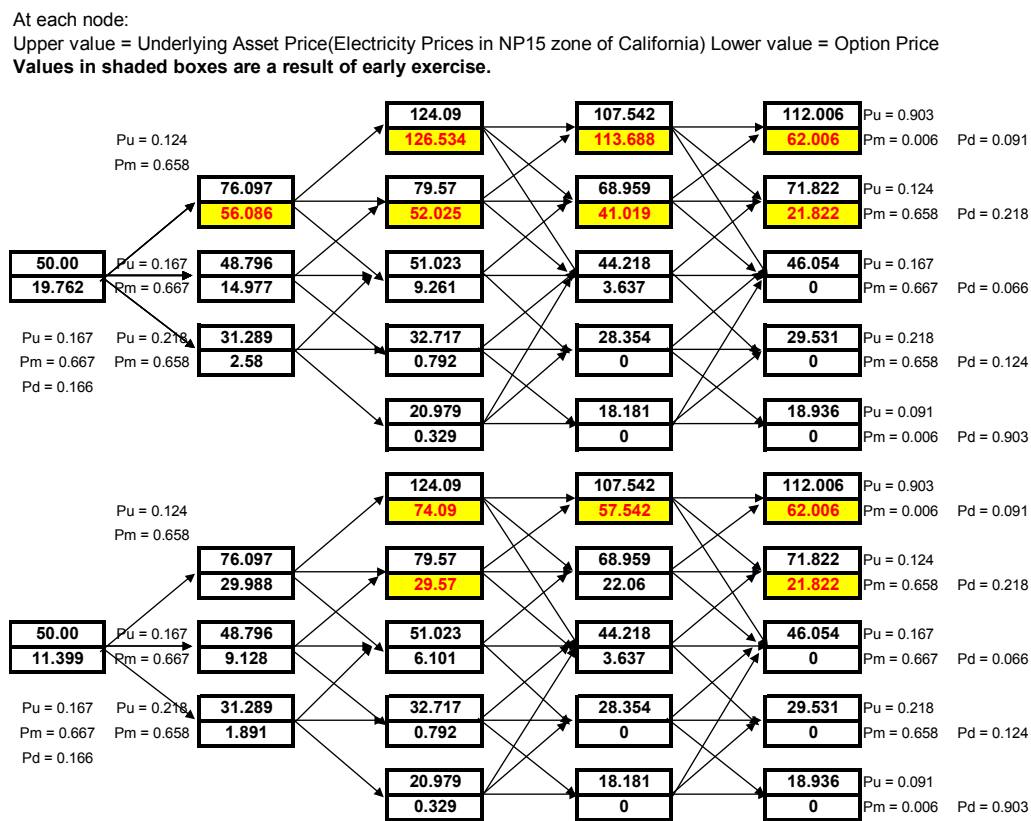 At each node:
Upper value = Underlying Asset Price(Electricity Prices in NP15 zone of California) Lower value = Option Price
Values in shaded boxes are a result of early exercise.
124.09 107.542 112.006 Pu = 0.903
Pu = 0.124 126.534 113.688 62.006 Pm = 0.006 Pd = 0.091
Pm = 0.658
76.097 79.57 68.959 71.822 Pu = 0.124
56.086 52.025 41.019 21.822 Pm = 0.658 Pd = 0.218
50.00 Pu = 0.167 48.796 51.023 44.218 46.054 Pu = 0.167
19.762 Pm = 0.667 14.977 9.261 3.637 0 Pm = 0.667 Pd = 0.066
Pu = 0.167 Pu = 0.218 31.289 32.717 28.354 29.531 Pu = 0.218
Pm = 0.667 Pm = 0.658 2.58 0.792 0 0 Pm = 0.658 Pd = 0.124
Pd = 0.166
20.979 18.181 18.936 Pu = 0.091
0.329 0 0 Pm = 0.006 Pd = 0.903
124.09 107.542 112.006 Pu = 0.903
Pu = 0.124 74.09 57.542 62.006 Pm = 0.006 Pd = 0.091
Pm = 0.658
76.097 79.57 68.959 71.822 Pu = 0.124
29.988 29.57 22.06 21.822 Pm = 0.658 Pd = 0.218
50.00 Pu = 0.167 48.796 51.023 44.218 46.054 Pu = 0.167
11.399 Pm = 0.667 9.128 6.101 3.637 0 Pm = 0.667 Pd = 0.066
Pu = 0.167 Pu = 0.218 31.289 32.717 28.354 29.531 Pu = 0.218
Pm = 0.667 Pm = 0.658 1.891 0.792 0 0 Pm = 0.658 Pd = 0.124
Pd = 0.166
20.979 18.181 18.936 Pu = 0.091
0.329 0 0 Pm = 0.006 Pd = 0.903